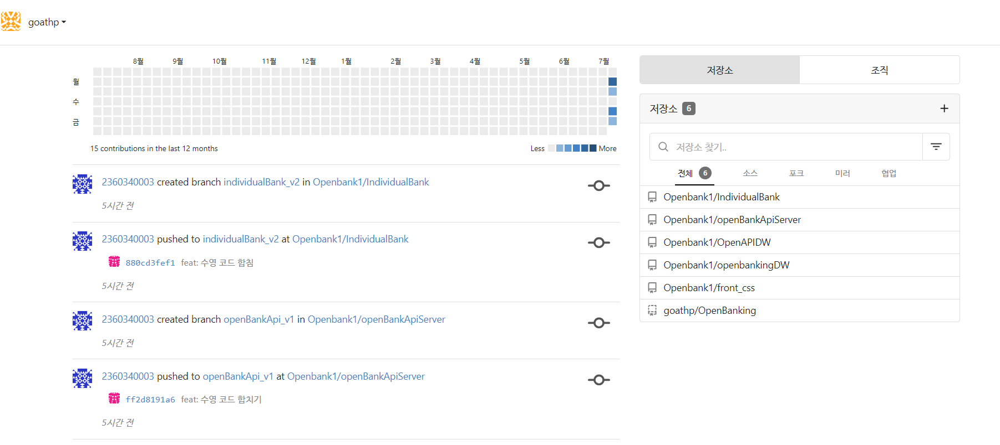 goathp
8월 9월 10월 11월 12월 1월 2월 3월 4월 5월 6월 7월
월
수
금
15 contributions in the last 12 months
Less More
2360340003 created branch individualBank_v2 in Openbank1/IndividualBank
5시간 전
2360340003 pushed to individualBank_v2 at Openbank1/IndividualBank
880cd3fef1 feat: 수영 코드 합침
5시간 전
2360340003 created branch openBankApi_v1 in Openbank1/openBankApiServer
5시간 전
2360340003 pushed to openBankApi_v1 at Openbank1/openBankApiServer
ff2d8191a6 feat: 수영 코드 합치기
5시간 전
저장소 조직
저장소 6
저장소 찾기..
전체 6 소스 포크 미러 협업
Openbank1/IndividualBank
Openbank1/openBankApiServer
Openbank1/OpenAPIDW
Openbank1/openbankingDW
Openbank1/front_css
goathp/OpenBanking